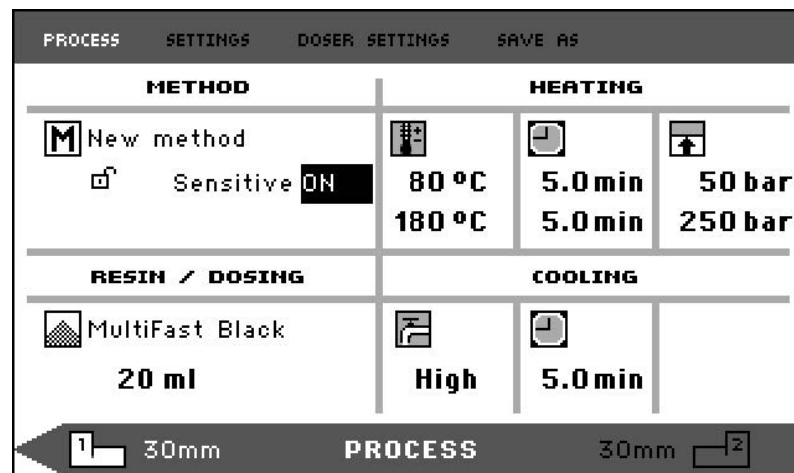 PROCESS SETTINGS DOSER SETTINGS SAVE AS
METHOD HEATING
M New method
Sensitive ON 80 ºC 5.0 min 50 bar
180 ºC 5.0 min 250 bar
RESIN / DOSING COOLING
MultiFast Black
20 ml High 5.0 min
1 30mm PROCESS 30mm 2